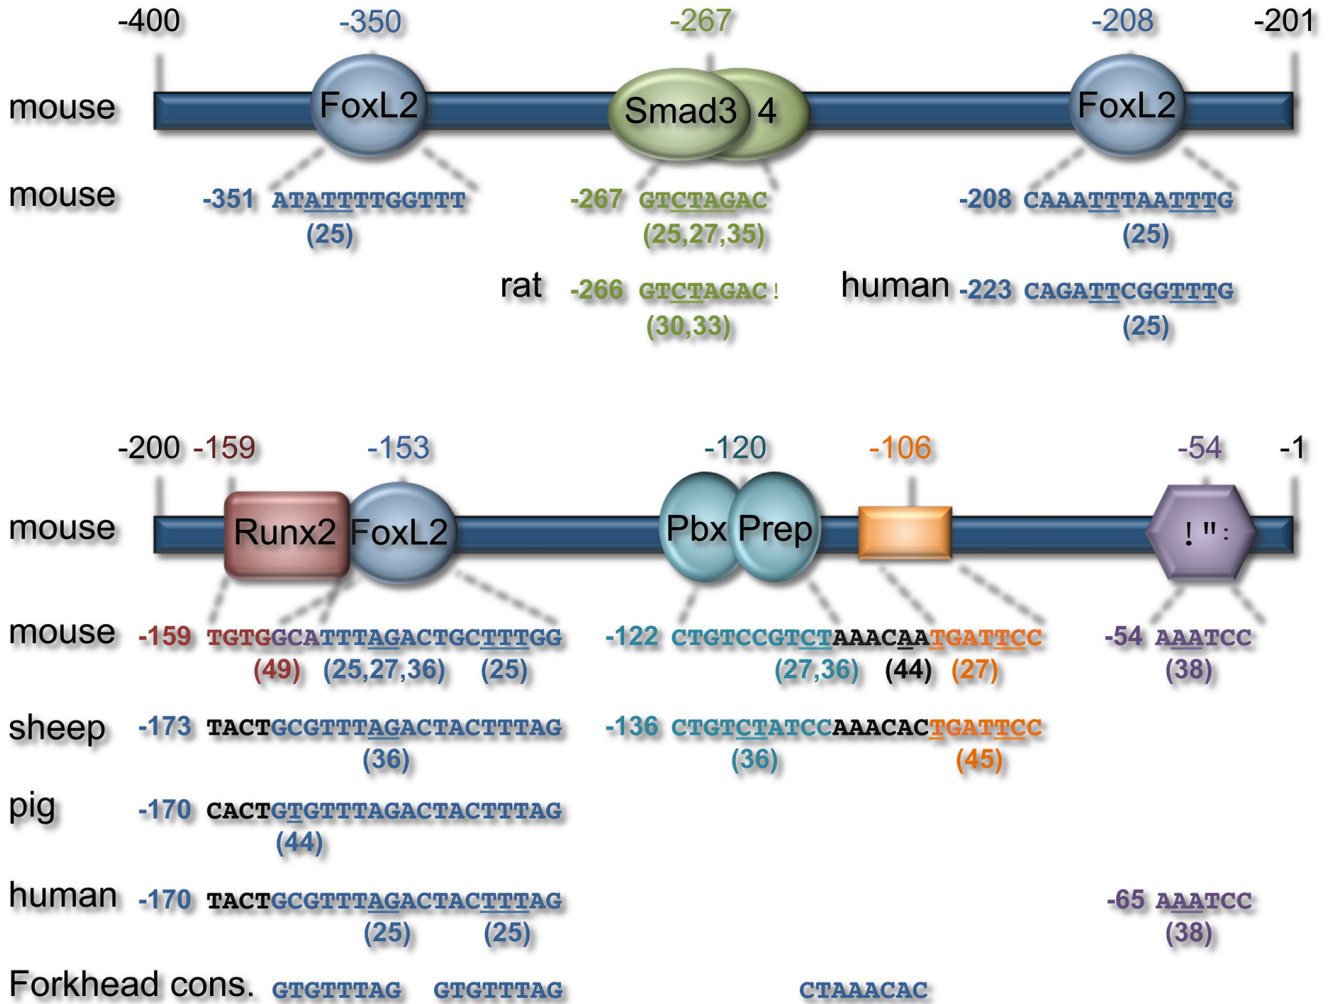 -400 -350 -267 -208 -201
mouse FoxL2 Smad3 4 FoxL2
mouse -351 ATATTTTGGTTT -267 GTCTAGAC -208 CAAATTTAATTTG
(25) (25,27,35) (25)
rat -266 GTCTAGAC ! human -223 CAGATTCGGTTTG
(30,33) (25)
-200 -159 -153 -120 -106 -54 -1
mouse Runx2 FoxL2 Pbx Prep !":
mouse -159 TGTGGCATTTAGACTGCTTTGG -122 CTGTCCGTCTAAACAATGATTCC -54 AAATCC
(49) (25,27,36) (25) (27,36) (44) (27) (38)
sheep -173 TACTGCGTTTAGACTACTTTAG -136 CTGTCTATCCAAACACTGATTCC
(36) (36) (45)
pig -170 CACTGTGTTTAGACTACTTTAG
(44)
human -170 TACTGCGTTTAGACTACTTTAG -65 AAATCC
(25) (25) (38)
Forkhead cons. GTGTTTAG GTGTTTAG CTAAACAC